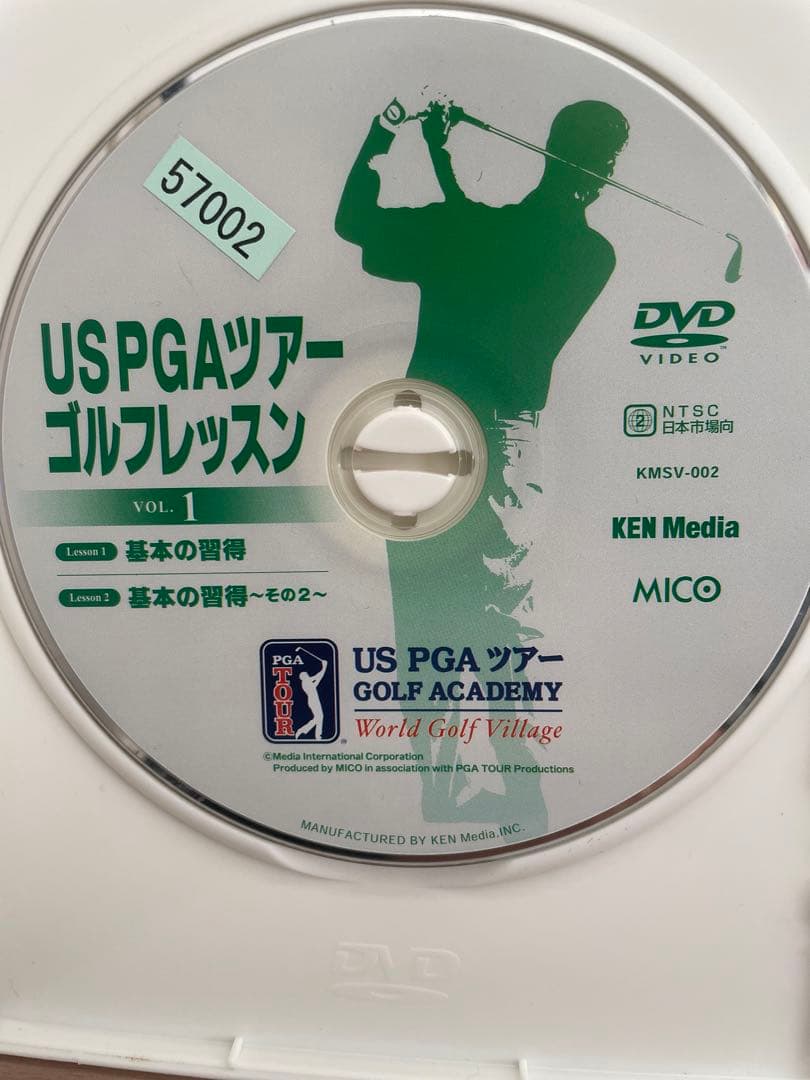 57002
US PGAツアー
ゴルフレッスン
VOL. 1
Lesson 1 基本の習得
Lesson 2 基本の習得~その2~
DVD
VIDEO
2 NTSC
日本市場向
KMSV-002
KEN Media
MICO
PGA
TOUR
US PGA ツアー
GOLF ACADEMY
World Golf Village
©Media International Corporation
Produced by MICO in association with PGA TOUR Productions
MANUFACTURED BY KEN Media,INC.
DVD